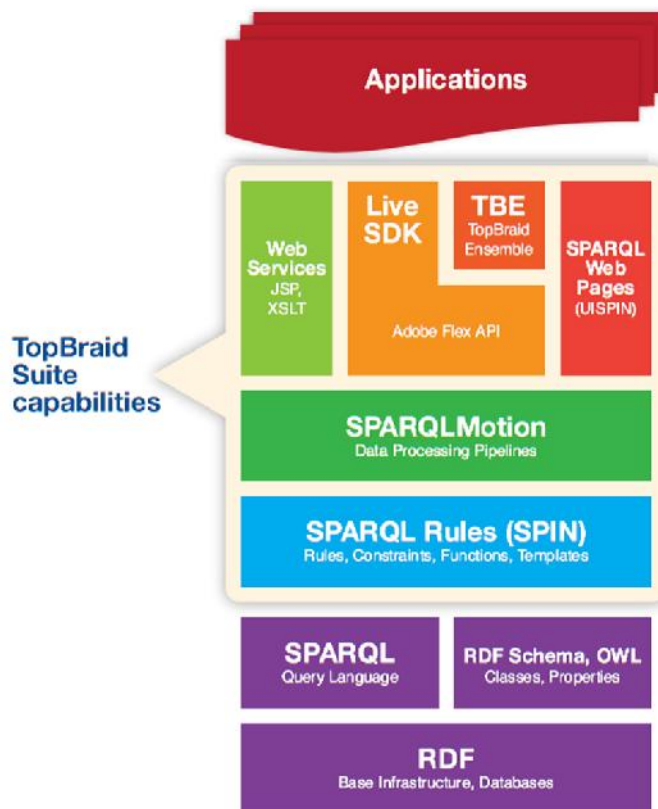 Applications
Web
Services
JSP,
XSLT
Live
SDK
TBE
TopBraid
Ensemble
Adobe Flex API
SPARQL
Web
Pages
(UISPIN)
TopBraid
Suite
capabilities
SPARQLMotion
Data Processing Pipelines
SPARQL Rules (SPIN)
Rules, Constraints, Functions, Templates
SPARQL
Query Language
RDF Schema, OWL
Classes, Properties
RDF
Base Infrastructure, Databases